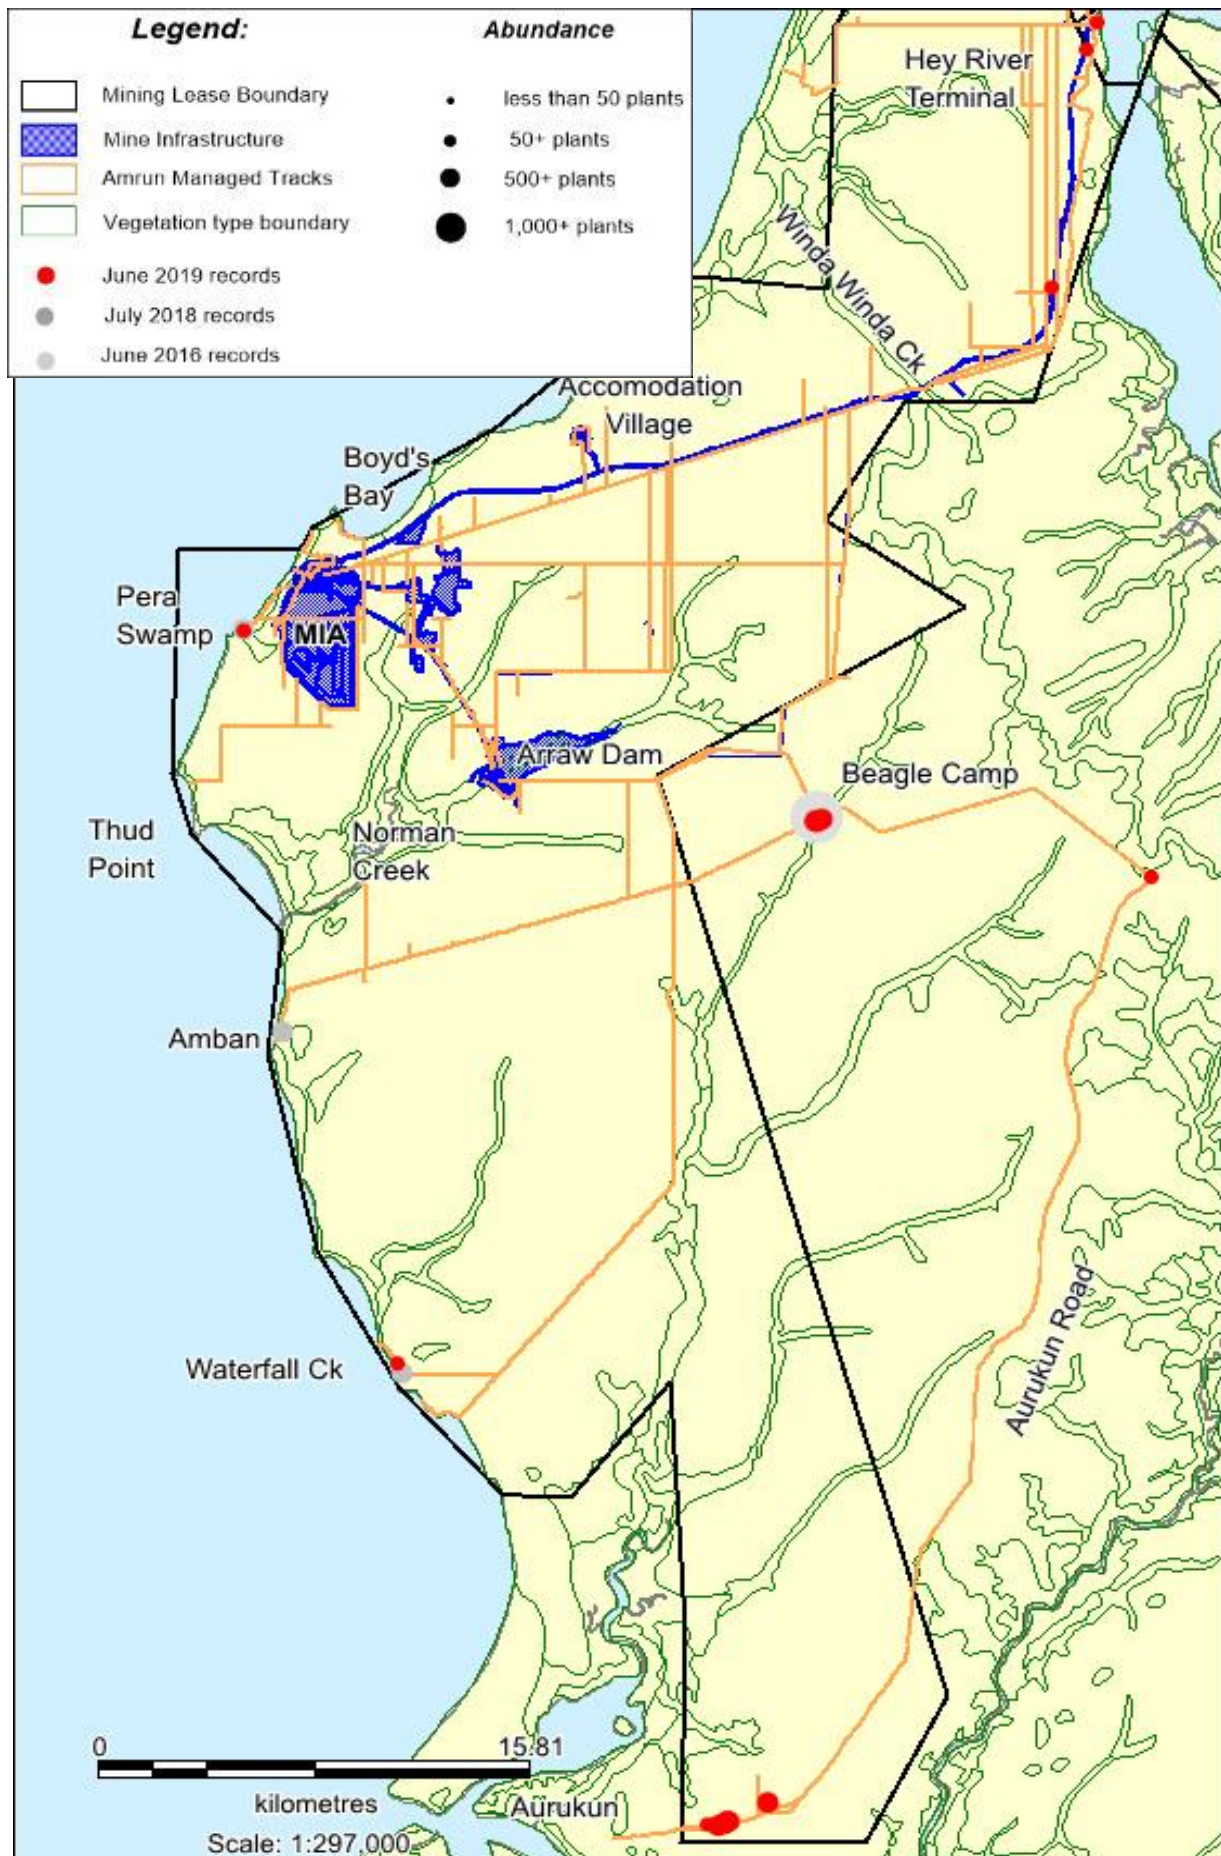 Legend:
Abundance
Mining Lease Boundary
less than 50 plants
Mine Infrastructure
50+ plants
Amrun Managed Tracks
500+ plants
Vegetation type boundary
1,000+ plants
June 2019 records
July 2018 records
June 2016 records
Hey River
Terminal
Winda Winda Ck
Accomodation
Village
Boyd's
Bay
Pera
Swamp
MIA
Arraw Dam
Beagle Camp
Thud
Point
Norman
Creek
Amban
Aurukun Road
Waterfall Ck
0
15.81
kilometres
Aurukun
Scale: 1:297,000